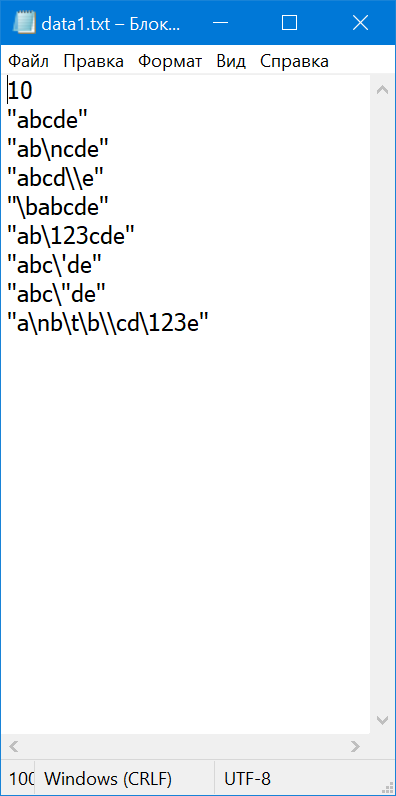 data1.txt – Блок...
Файл Правка Формат Вид Справка
10
"abcde"
"ab\ncde"
"abcd\\e"
"\babcde"
"ab\123cde"
"abc\'de"
"abc\"de"
"a\nb\t\b\\cd\123e"
100 Windows (CRLF) UTF-8